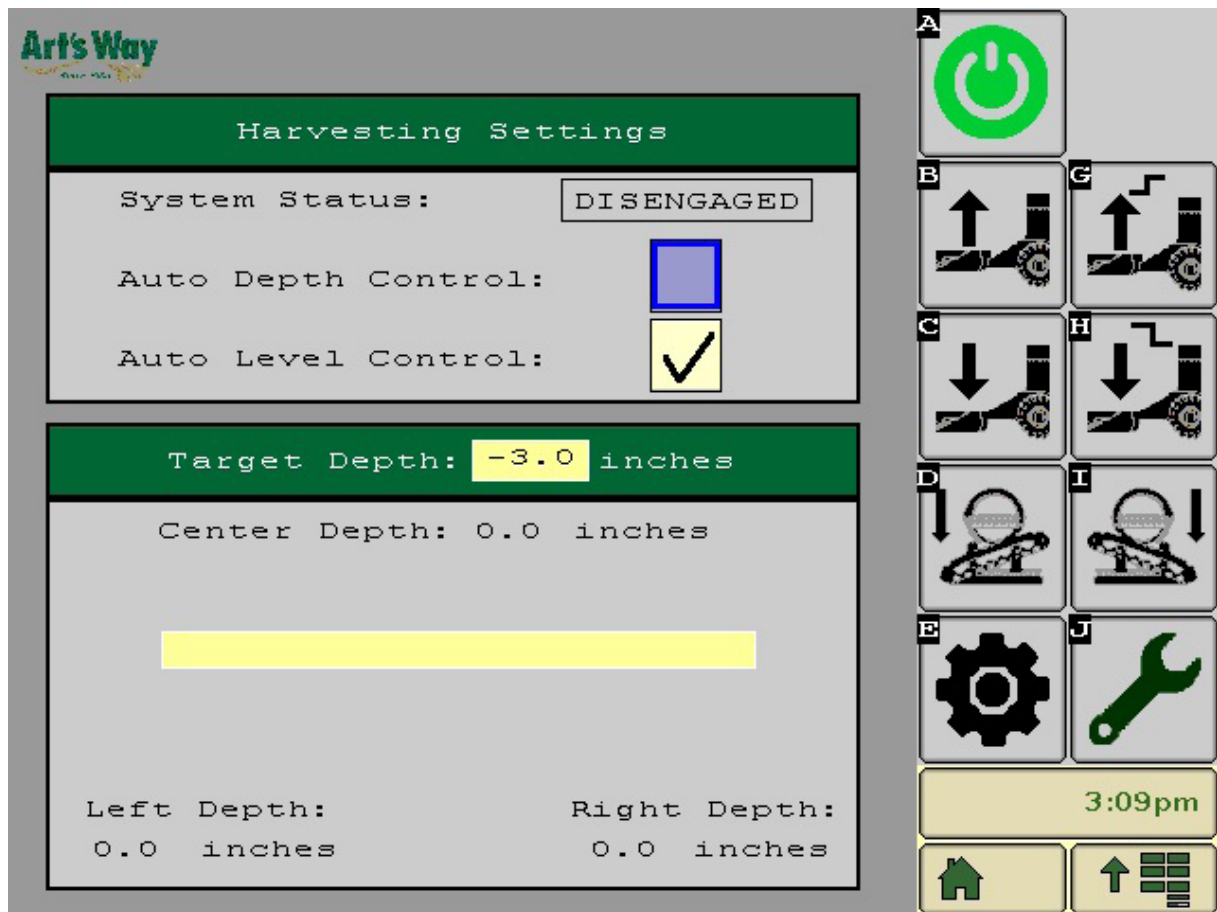 Art's Way
Harvesting Settings
System Status: DISENGAGED
Auto Depth Control:
Auto Level Control:
Target Depth: -3.0 inches
Center Depth: 0.0 inches
Left Depth:
0.0 inches
Right Depth:
0.0 inches
A
B
G
C
H
D
I
E
J
3:09pm